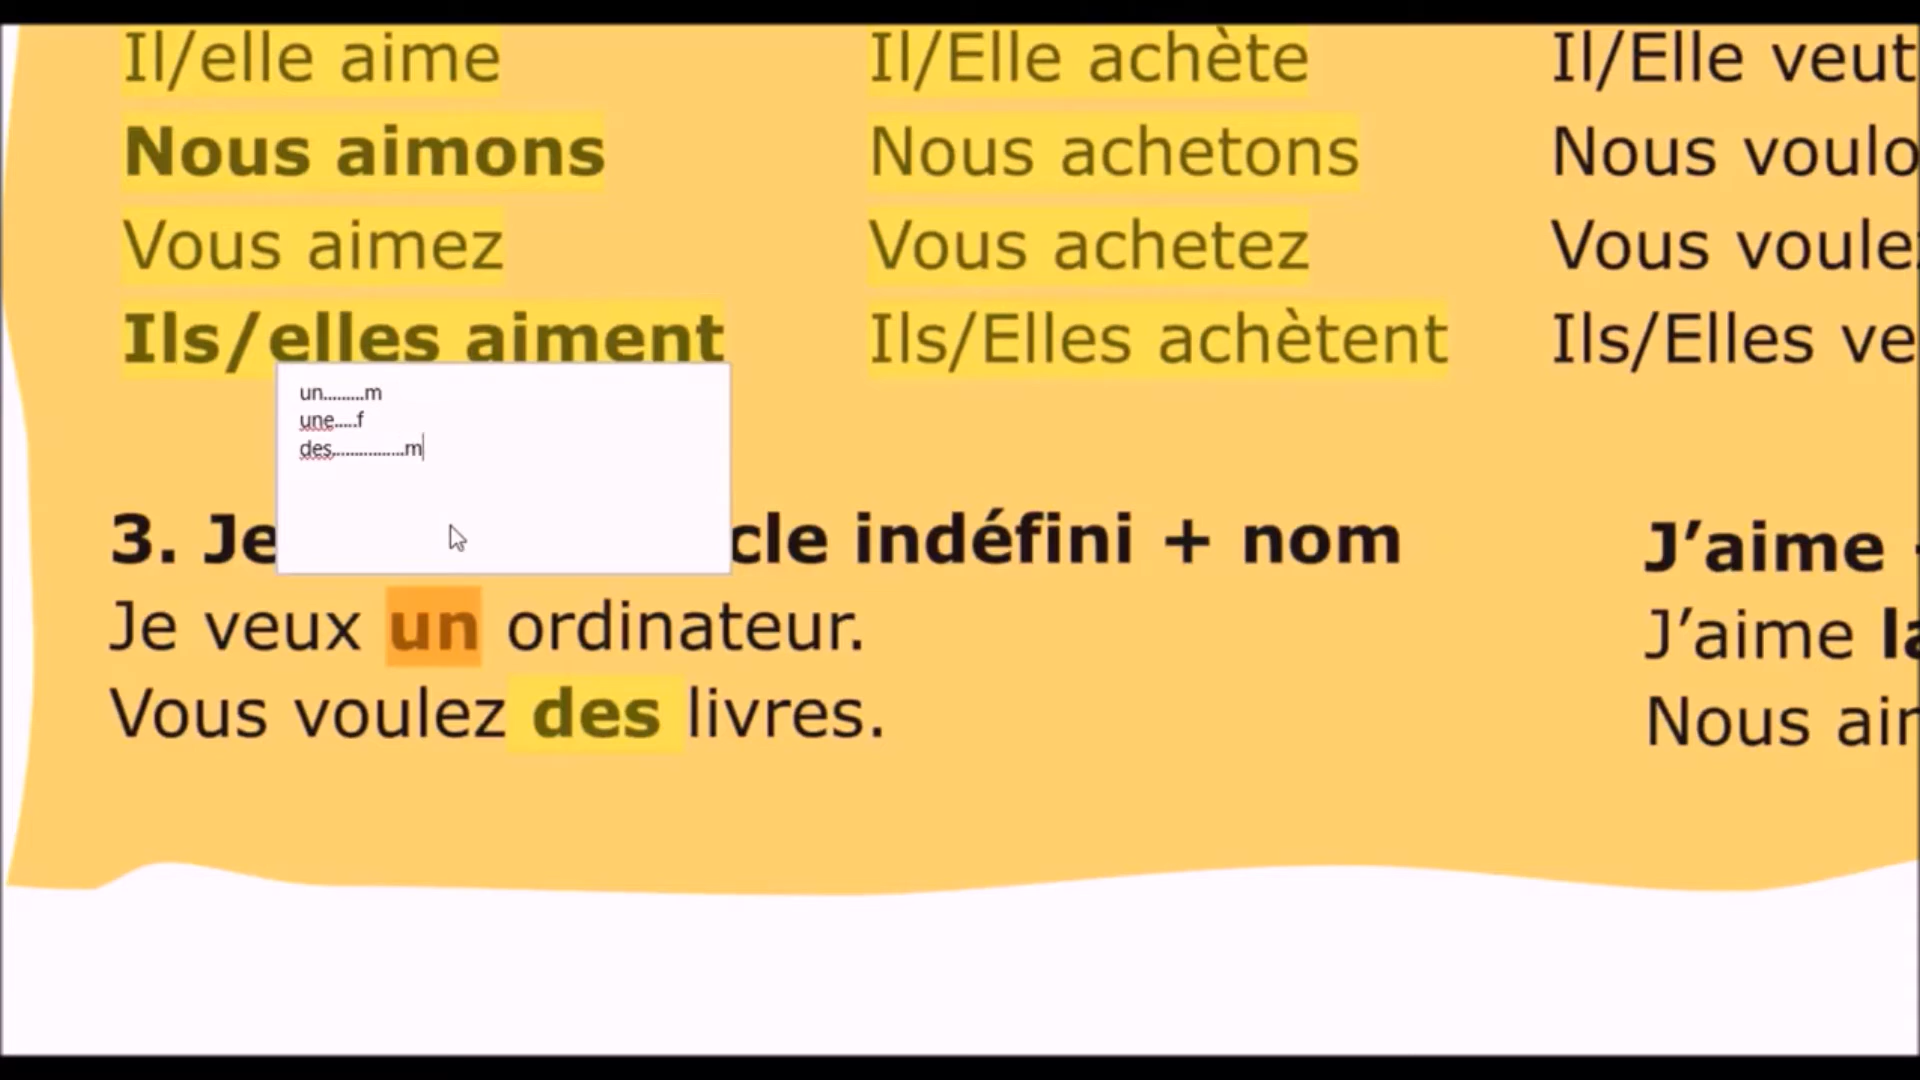 Il/elle aime
Nous aimons
Vous aimez
Ils/elles aiment
Il/Elle achète
Nous achetons
Vous achetez
Ils/Elles achètent
Il/Elle veut
Nous voulo
Vous voule
Ils/Elles ve
un.........m
une.....f
des................m
3. Je
cle indéfini + nom
Je veux un ordinateur.
Vous voulez des livres.
J’aime
J’aime la
Nous aim